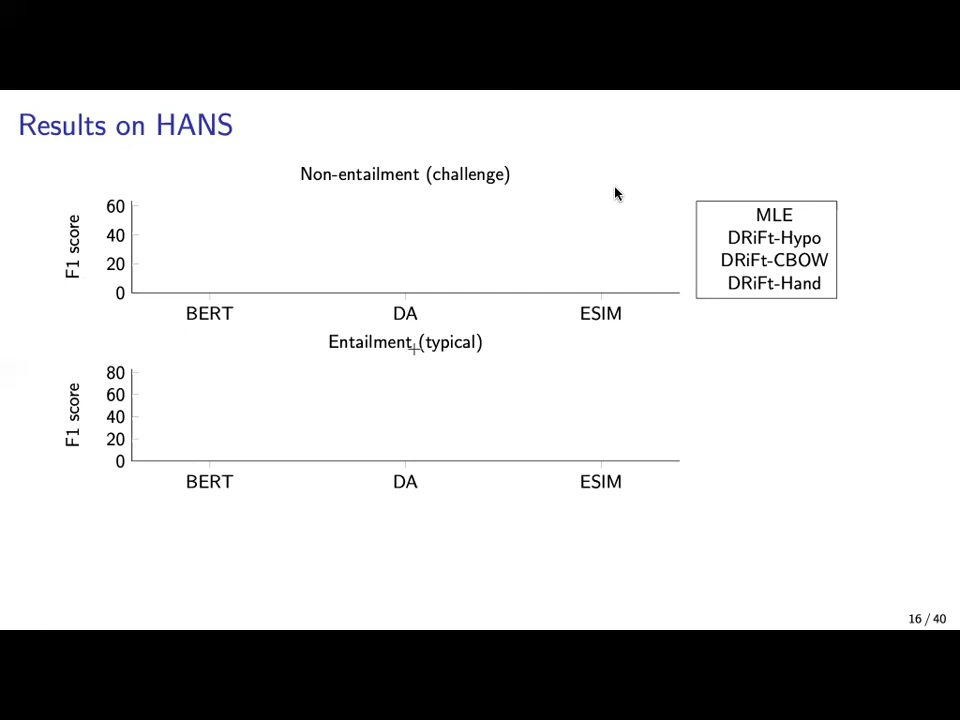 Results on HANS
Non-entailment (challenge)
60
40
20
0
F1 score
BERT DA ESIM
MLE
DRiFt-Hypo
DRiFt-CBOW
DRiFt-Hand
Entailment (typical)
80
60
40
20
0
F1 score
BERT DA ESIM
16 / 40